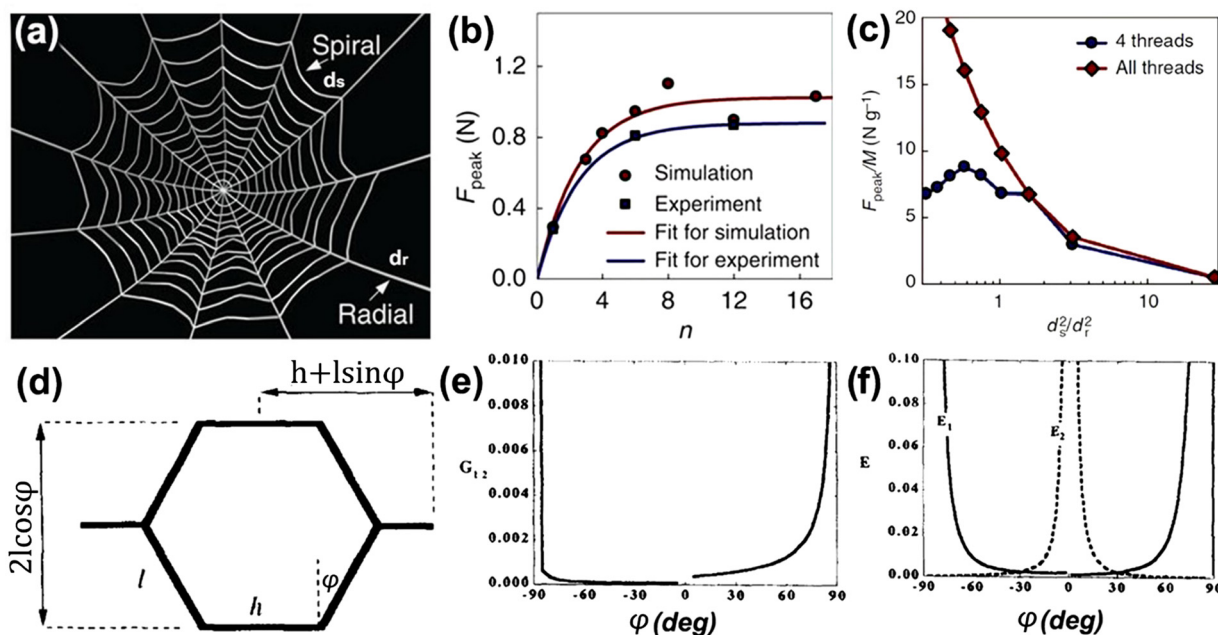 (a)
Spiral
ds
dr
Radial
(b)
Fpeak (N)
1.2
0.8
0.4
0.0
Simulation
Experiment
Fit for simulation
Fit for experiment
0 4 8 12 16
n
(c)
Fpeak/M (N g⁻¹)
20
15
10
5
0
4 threads
All threads
1 10
d²s/d²r
(d)
h+lsinφ
2lcosφ
l
h
φ
(e)
0.010
0.008
0.006
0.004
0.002
0.000
G12
-90 -60 -30 0 30 60 90
φ (deg)
(f)
0.10
0.08
0.06
0.04
0.02
0.00
E
E1
E2
-90 -60 -30 0 30 60 90
φ (deg)